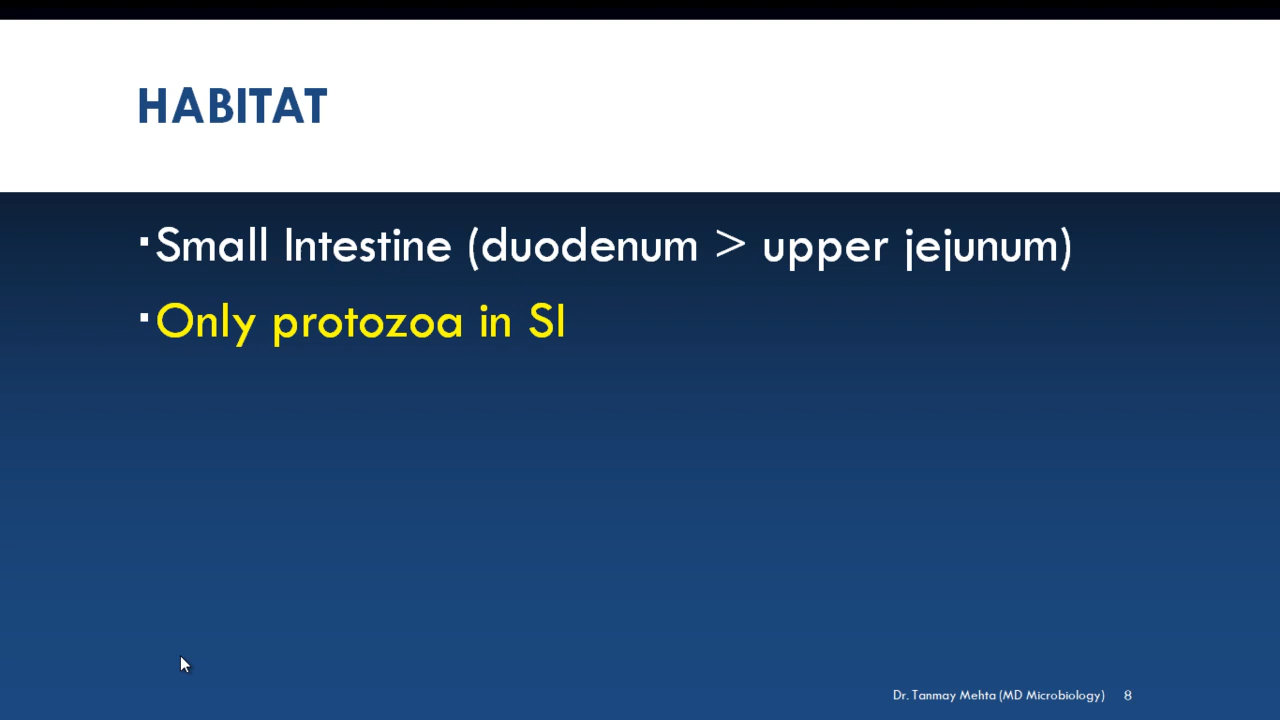 HABITAT
▪Small Intestine (duodenum > upper jejunum)
▪Only protozoa in SI
Dr. Tanmay Mehta (MD Microbiology) 8